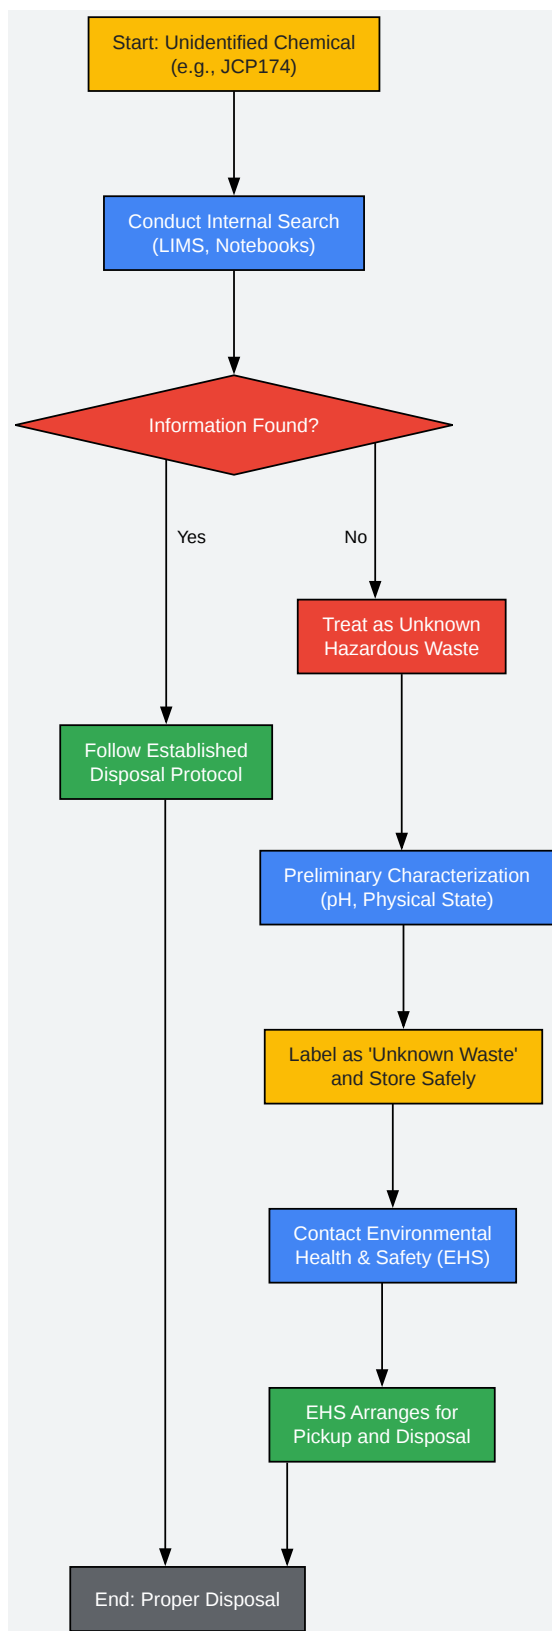 Start: Unidentified Chemical
(e.g., JCP174)
Conduct Internal Search
(LIMS, Notebooks)
Information Found?
Yes
No
Treat as Unknown
Hazardous Waste
Follow Established
Disposal Protocol
Preliminary Characterization
(pH, Physical State)
Label as 'Unknown Waste'
and Store Safely
Contact Environmental
Health & Safety (EHS)
EHS Arranges for
Pickup and Disposal
End: Proper Disposal